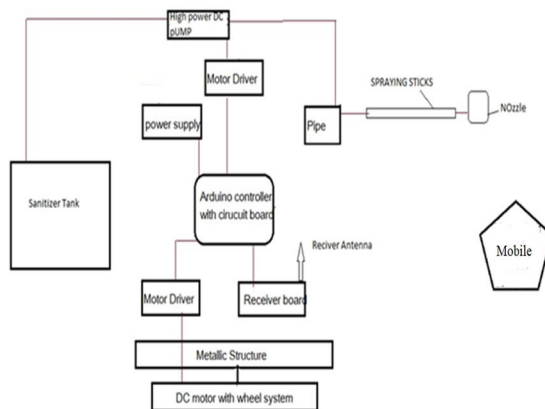 High power DC
pUMP
Motor Driver
SPRAYING STICKS
NOzzle
power supply
Pipe
Sanitizer Tank
Arduino controller
with cirucuit board
Reciver Antenna
Mobile
Motor Driver
Receiver board
Metallic Structure
DC motor with wheel system